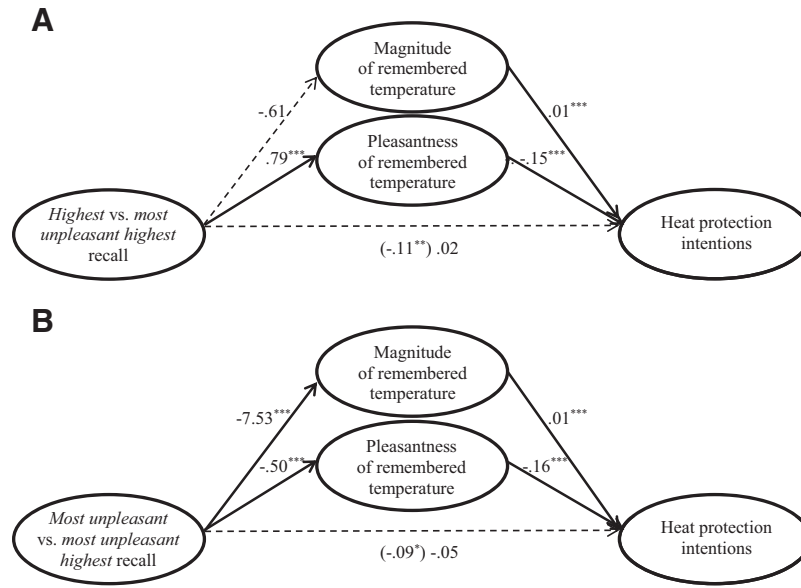 A
Magnitude
of remembered
temperature
-.61
.01***
Pleasantness
of remembered
temperature
.79***
-.15***
Highest vs. most
unpleasant highest
recall
Heat protection
intentions
(-.11**) .02
B
Magnitude
of remembered
temperature
-7.53***
.01***
Pleasantness
of remembered
temperature
-.50***
-.16***
Most unpleasant
vs. most unpleasant
highest recall
Heat protection
intentions
(-.09*) -.05